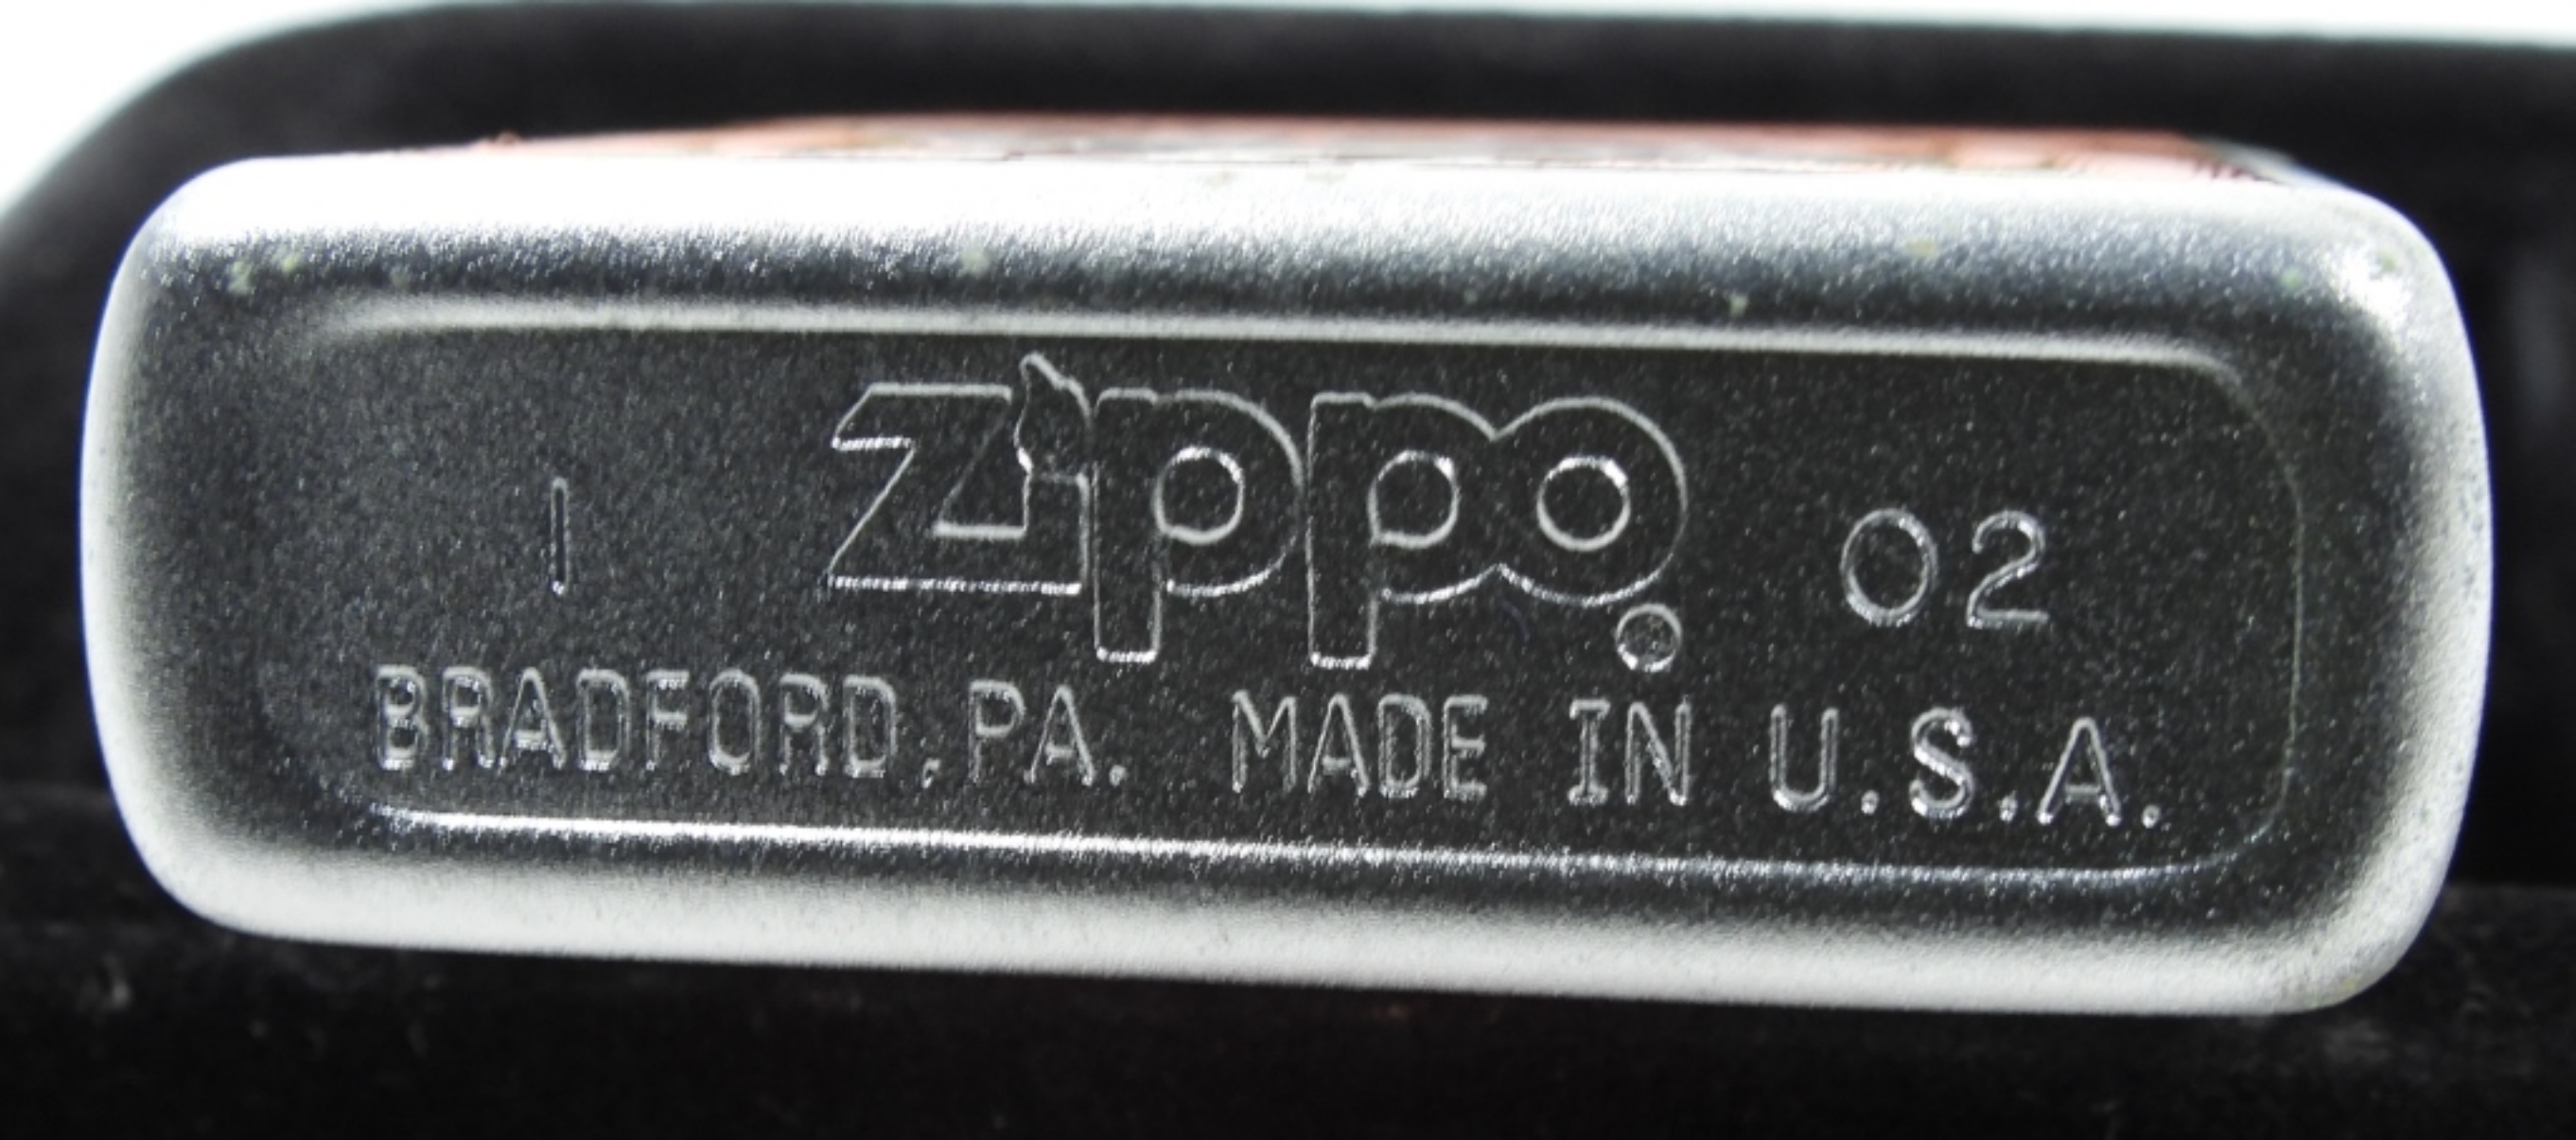 I zippo 02
BRADFORD, PA. MADE IN U.S.A.